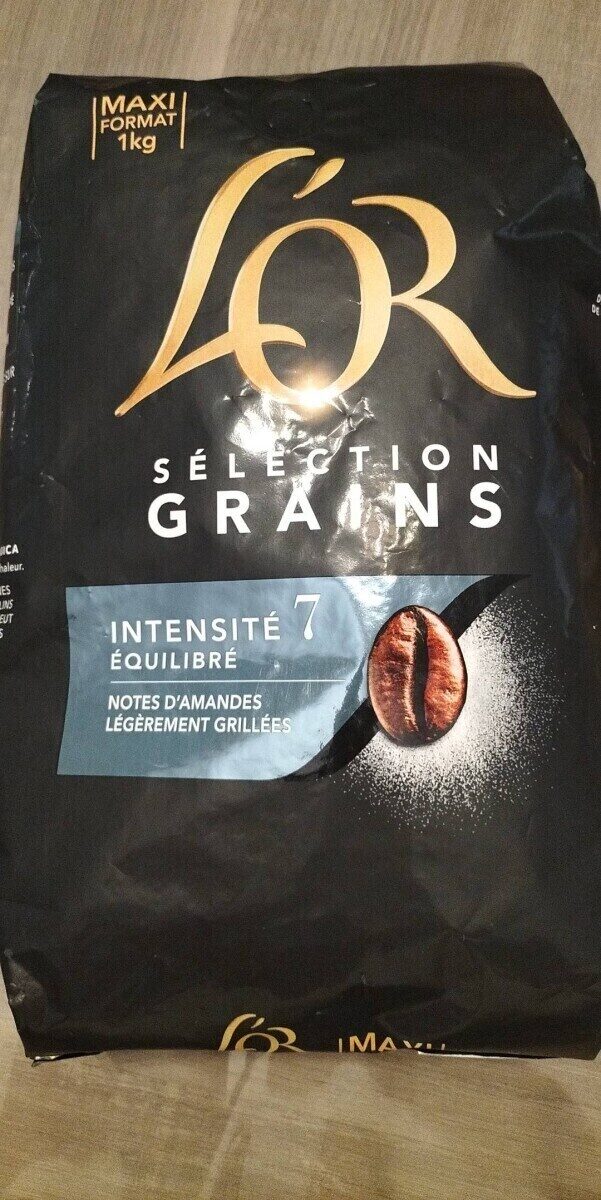 MAXI
FORMAT
1kg
L'OR
SÉLECTION
GRAINS
INTENSITÉ 7
ÉQUILIBRÉ
NOTES D'AMANDES
LÉGÈREMENT GRILLÉES
L'OR
MAXI